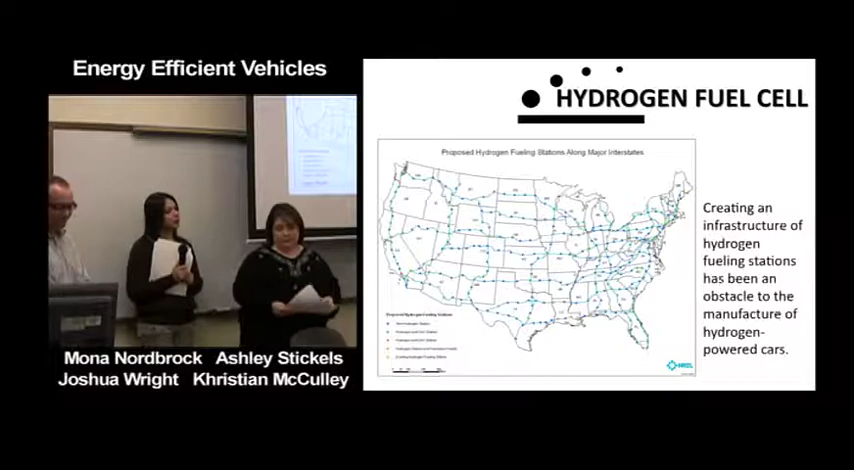 Energy Efficient Vehicles
HYDROGEN FUEL CELL
Proposed Hydrogen Fueling Stations Along Major Interstates
Creating an
infrastructure of
hydrogen
fueling stations
has been an
obstacle to the
manufacture of
hydrogen-
powered cars.
NREL
Mona Nordbrock Ashley Stickels
Joshua Wright Khristian McCulley